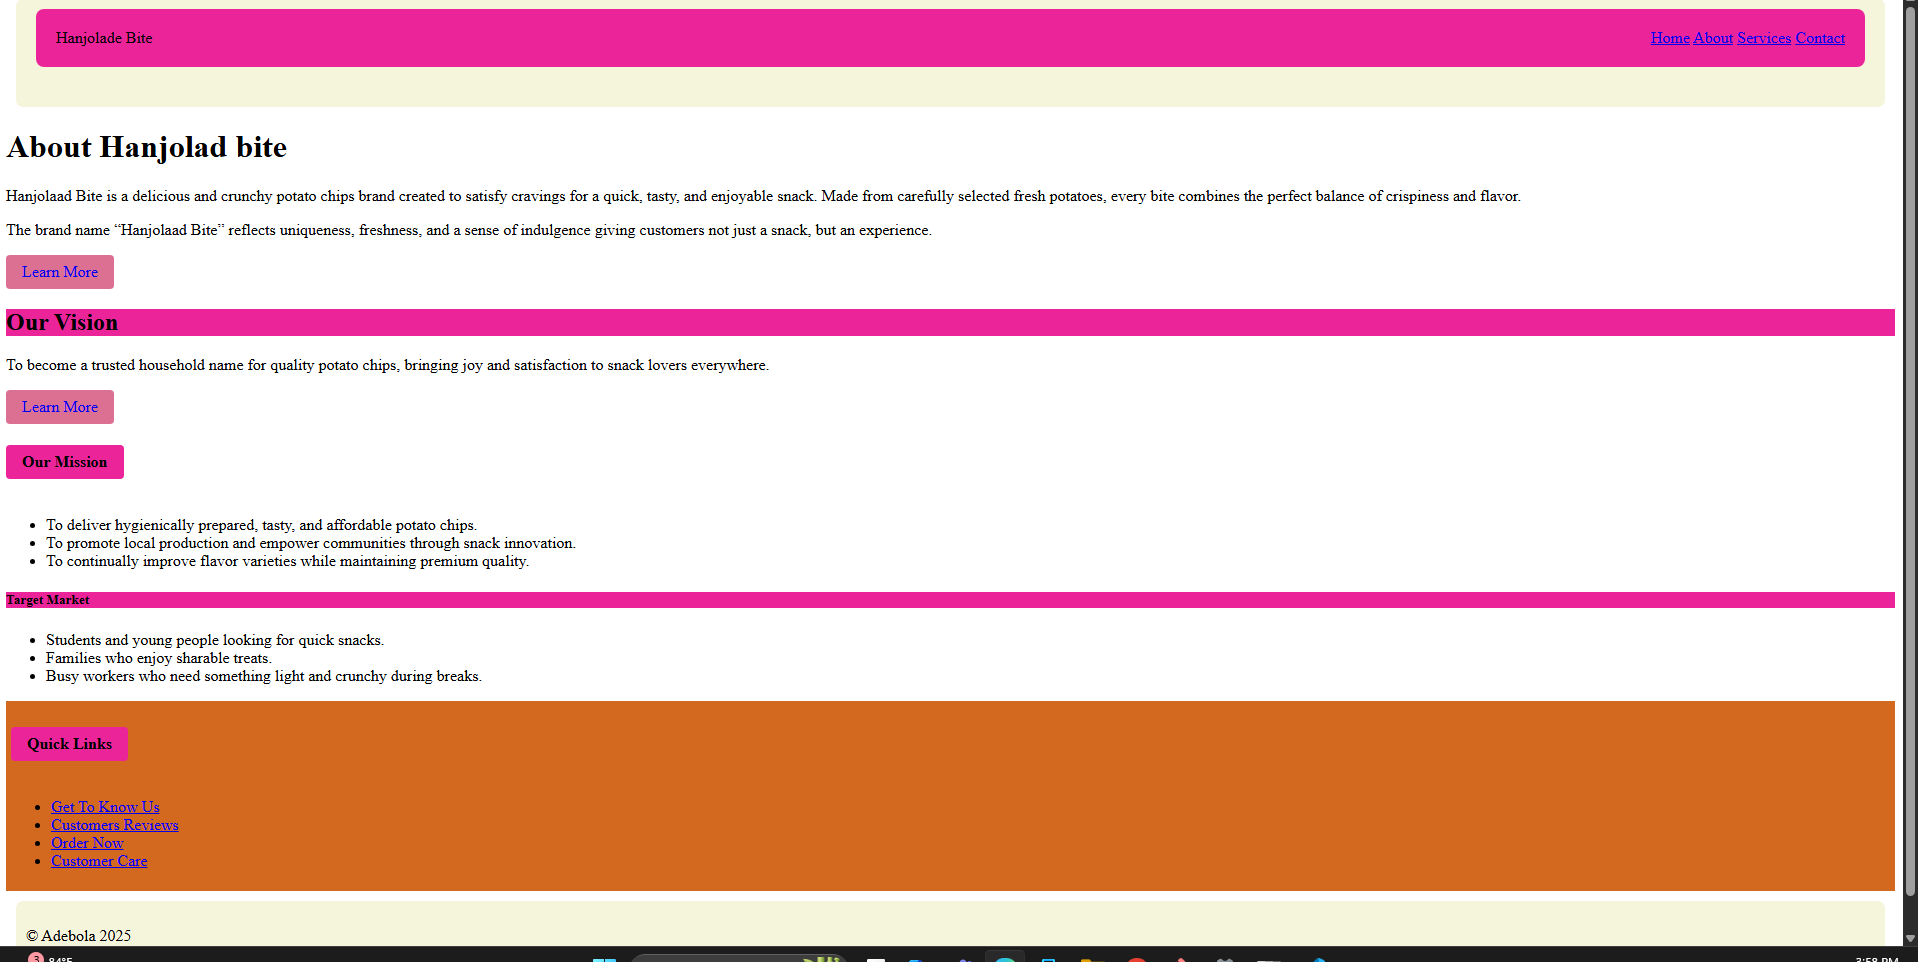 Hanjolade Bite
Home About Services Contact
About Hanjolad bite
Hanjolaad Bite is a delicious and crunchy potato chips brand created to satisfy cravings for a quick, tasty, and enjoyable snack. Made from carefully selected fresh potatoes, every bite combines the perfect balance of crispiness and flavor.
The brand name “Hanjolaad Bite” reflects uniqueness, freshness, and a sense of indulgence giving customers not just a snack, but an experience.
Learn More
Our Vision
To become a trusted household name for quality potato chips, bringing joy and satisfaction to snack lovers everywhere.
Learn More
Our Mission
• To deliver hygienically prepared, tasty, and affordable potato chips.
• To promote local production and empower communities through snack innovation.
• To continually improve flavor varieties while maintaining premium quality.
Target Market
• Students and young people looking for quick snacks.
• Families who enjoy sharable treats.
• Busy workers who need something light and crunchy during breaks.
Quick Links
• Get To Know Us
• Customers Reviews
• Order Now
• Customer Care
© Adebola 2025
3
84°F
3:58 PM